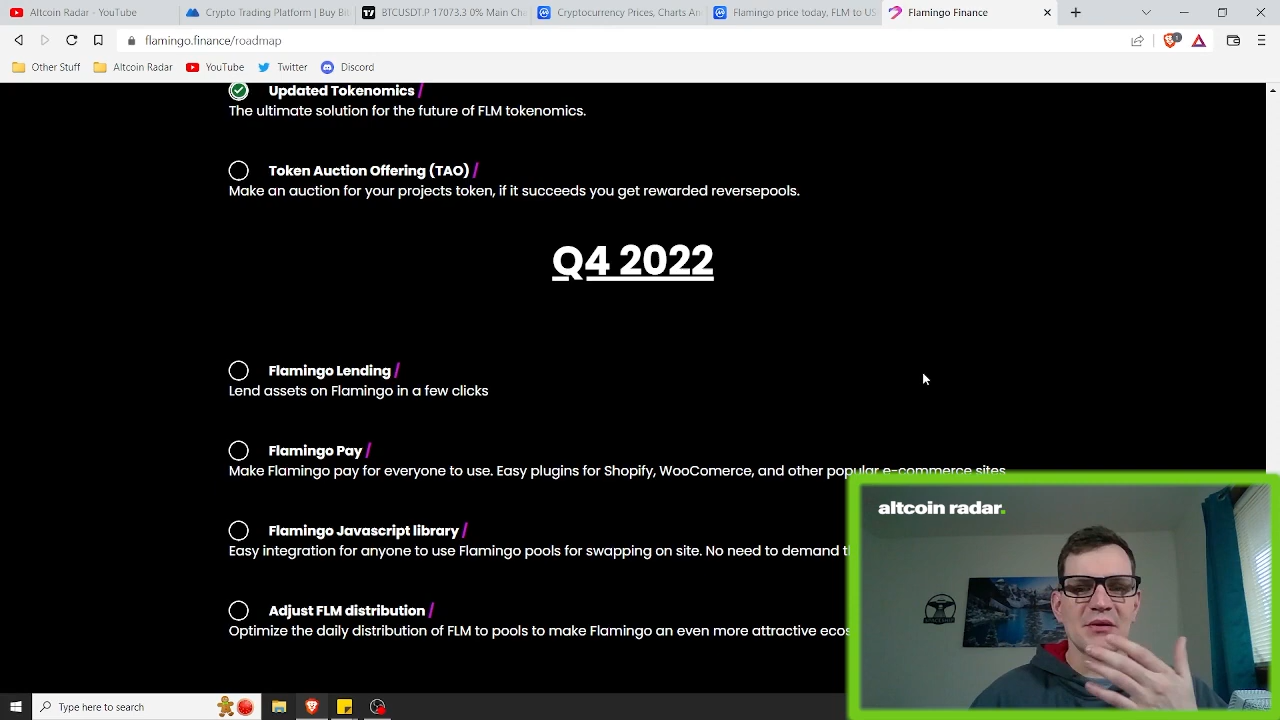 Altcoin Radar - YouTube
Crypto Trading Platform | Buy Bit
BTCUSDT.P 17073.3 0% Main Cha
Cryptocurrency Prices, Charts An
Flamingo price today, FLM to US
Flamingo Finance
flamingo.finance/roadmap
Other Stuff
Altcoin Radar
YouTube
Twitter
Discord
Updated Tokenomics /
The ultimate solution for the future of FLM tokenomics.
Token Auction Offering (TAO) /
Make an auction for your projects token, if it succeeds you get rewarded reversepools.
Q4 2022
Flamingo Lending /
Lend assets on Flamingo in a few clicks
Flamingo Pay /
Make Flamingo pay for everyone to use. Easy plugins for Shopify, WooComerce, and other popular e-commerce sites
Flamingo Javascript library /
Easy integration for anyone to use Flamingo pools for swapping on site. No need to demand th
Adjust FLM distribution /
Optimize the daily distribution of FLM to pools to make Flamingo an even more attractive ecos
altcoin radar.
Type here to search